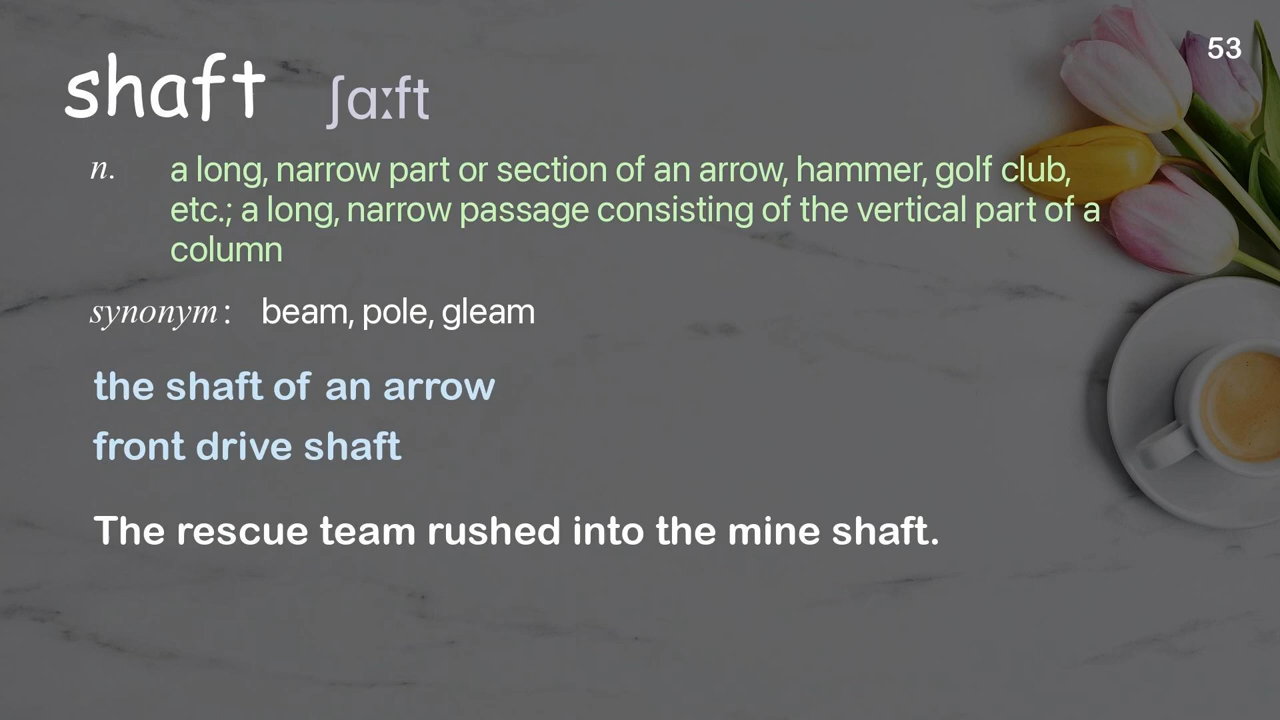 53
shaft ʃɑːft
n. a long, narrow part or section of an arrow, hammer, golf club,
etc.; a long, narrow passage consisting of the vertical part of a
column
synonym: beam, pole, gleam
the shaft of an arrow
front drive shaft
The rescue team rushed into the mine shaft.